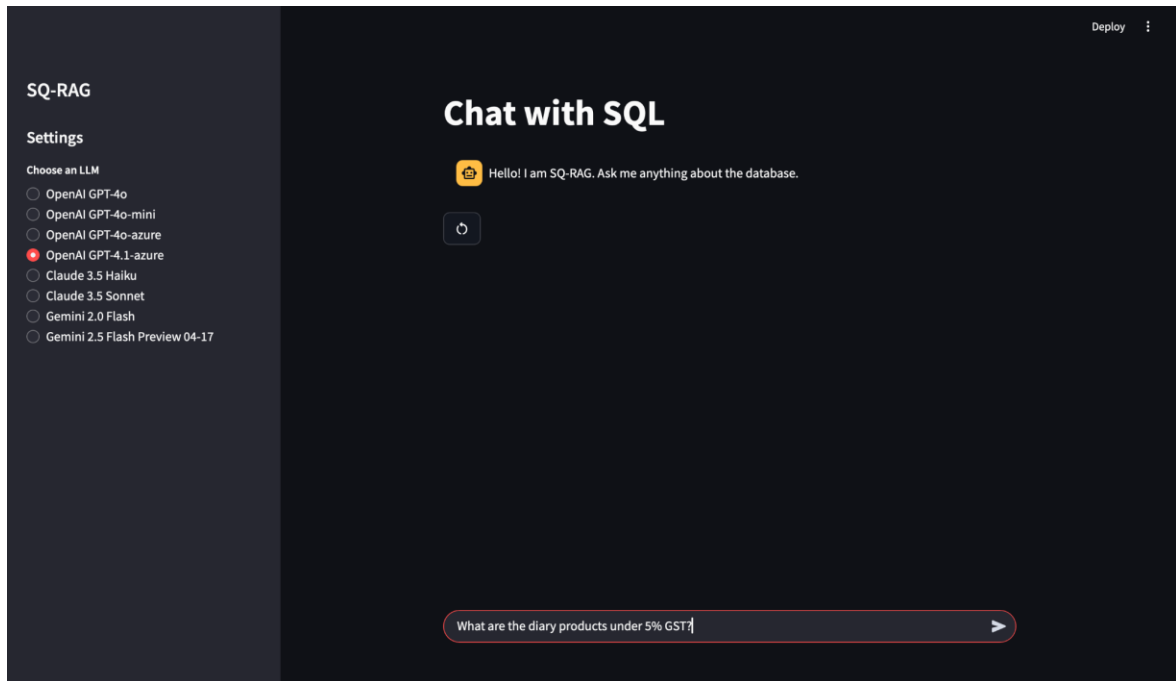 Deploy
SQ-RAG
Settings
Choose an LLM
OpenAI GPT-4o
OpenAI GPT-4o-mini
OpenAI GPT-4o-azure
OpenAI GPT-4.1-azure
Claude 3.5 Haiku
Claude 3.5 Sonnet
Gemini 2.0 Flash
Gemini 2.5 Flash Preview 04-17
Chat with SQL
Hello! I am SQ-RAG. Ask me anything about the database.
What are the diary products under 5% GST?